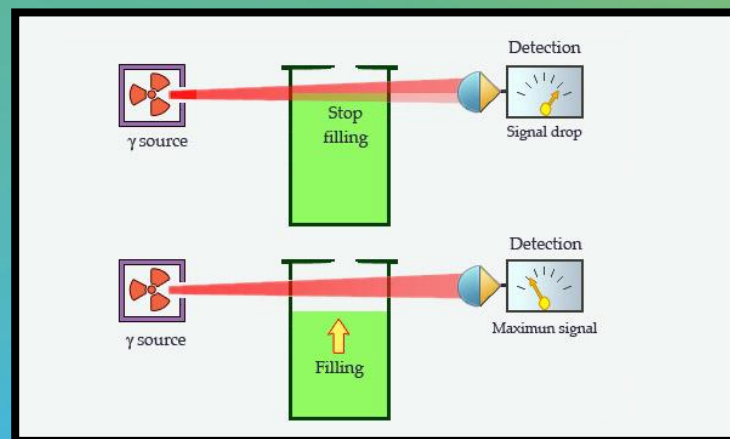 Detection
Stop
filling
γ source
Signal drop
Detection
γ source
Maximun signal
Filling